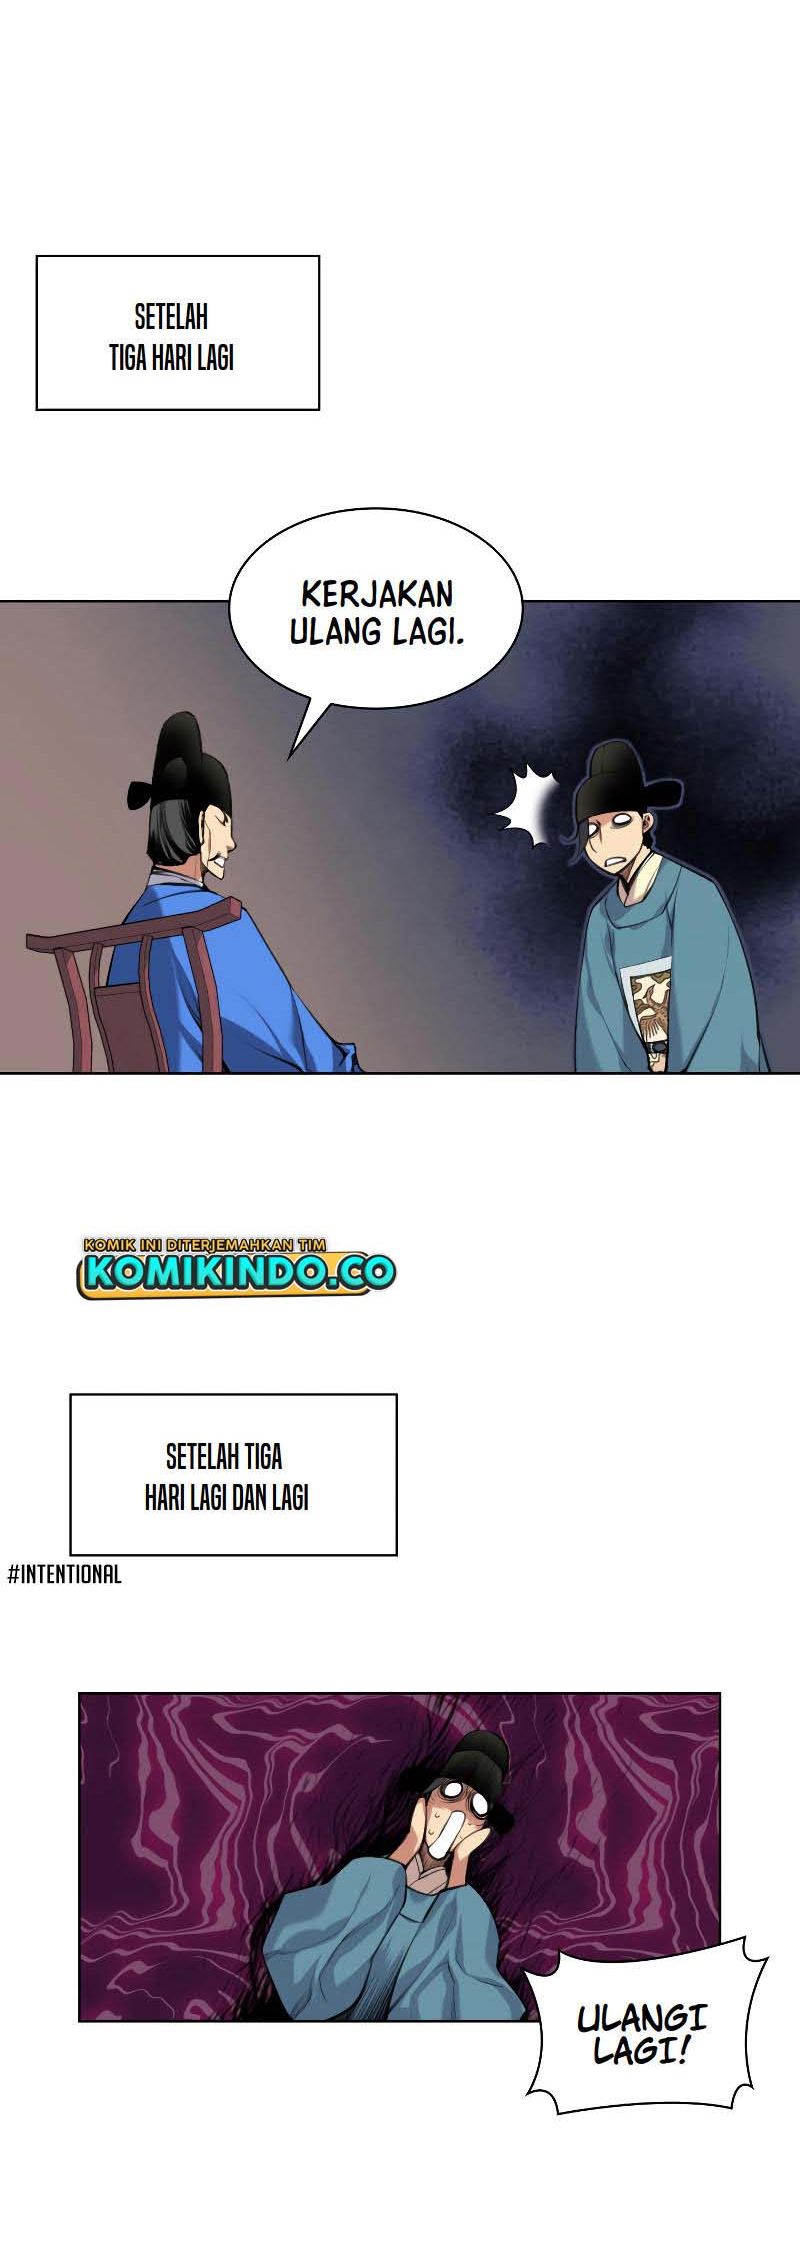 SETELAH
TIGA HARI LAGI
KERJAKAN
ULANG LAGI.
KOMIK INI DITERJEMAHKAN TIM
KOMIKINDO.CO
SETELAH TIGA
HARI LAGI DAN LAGI
#INTENTIONAL
ULANGI
LAGI!